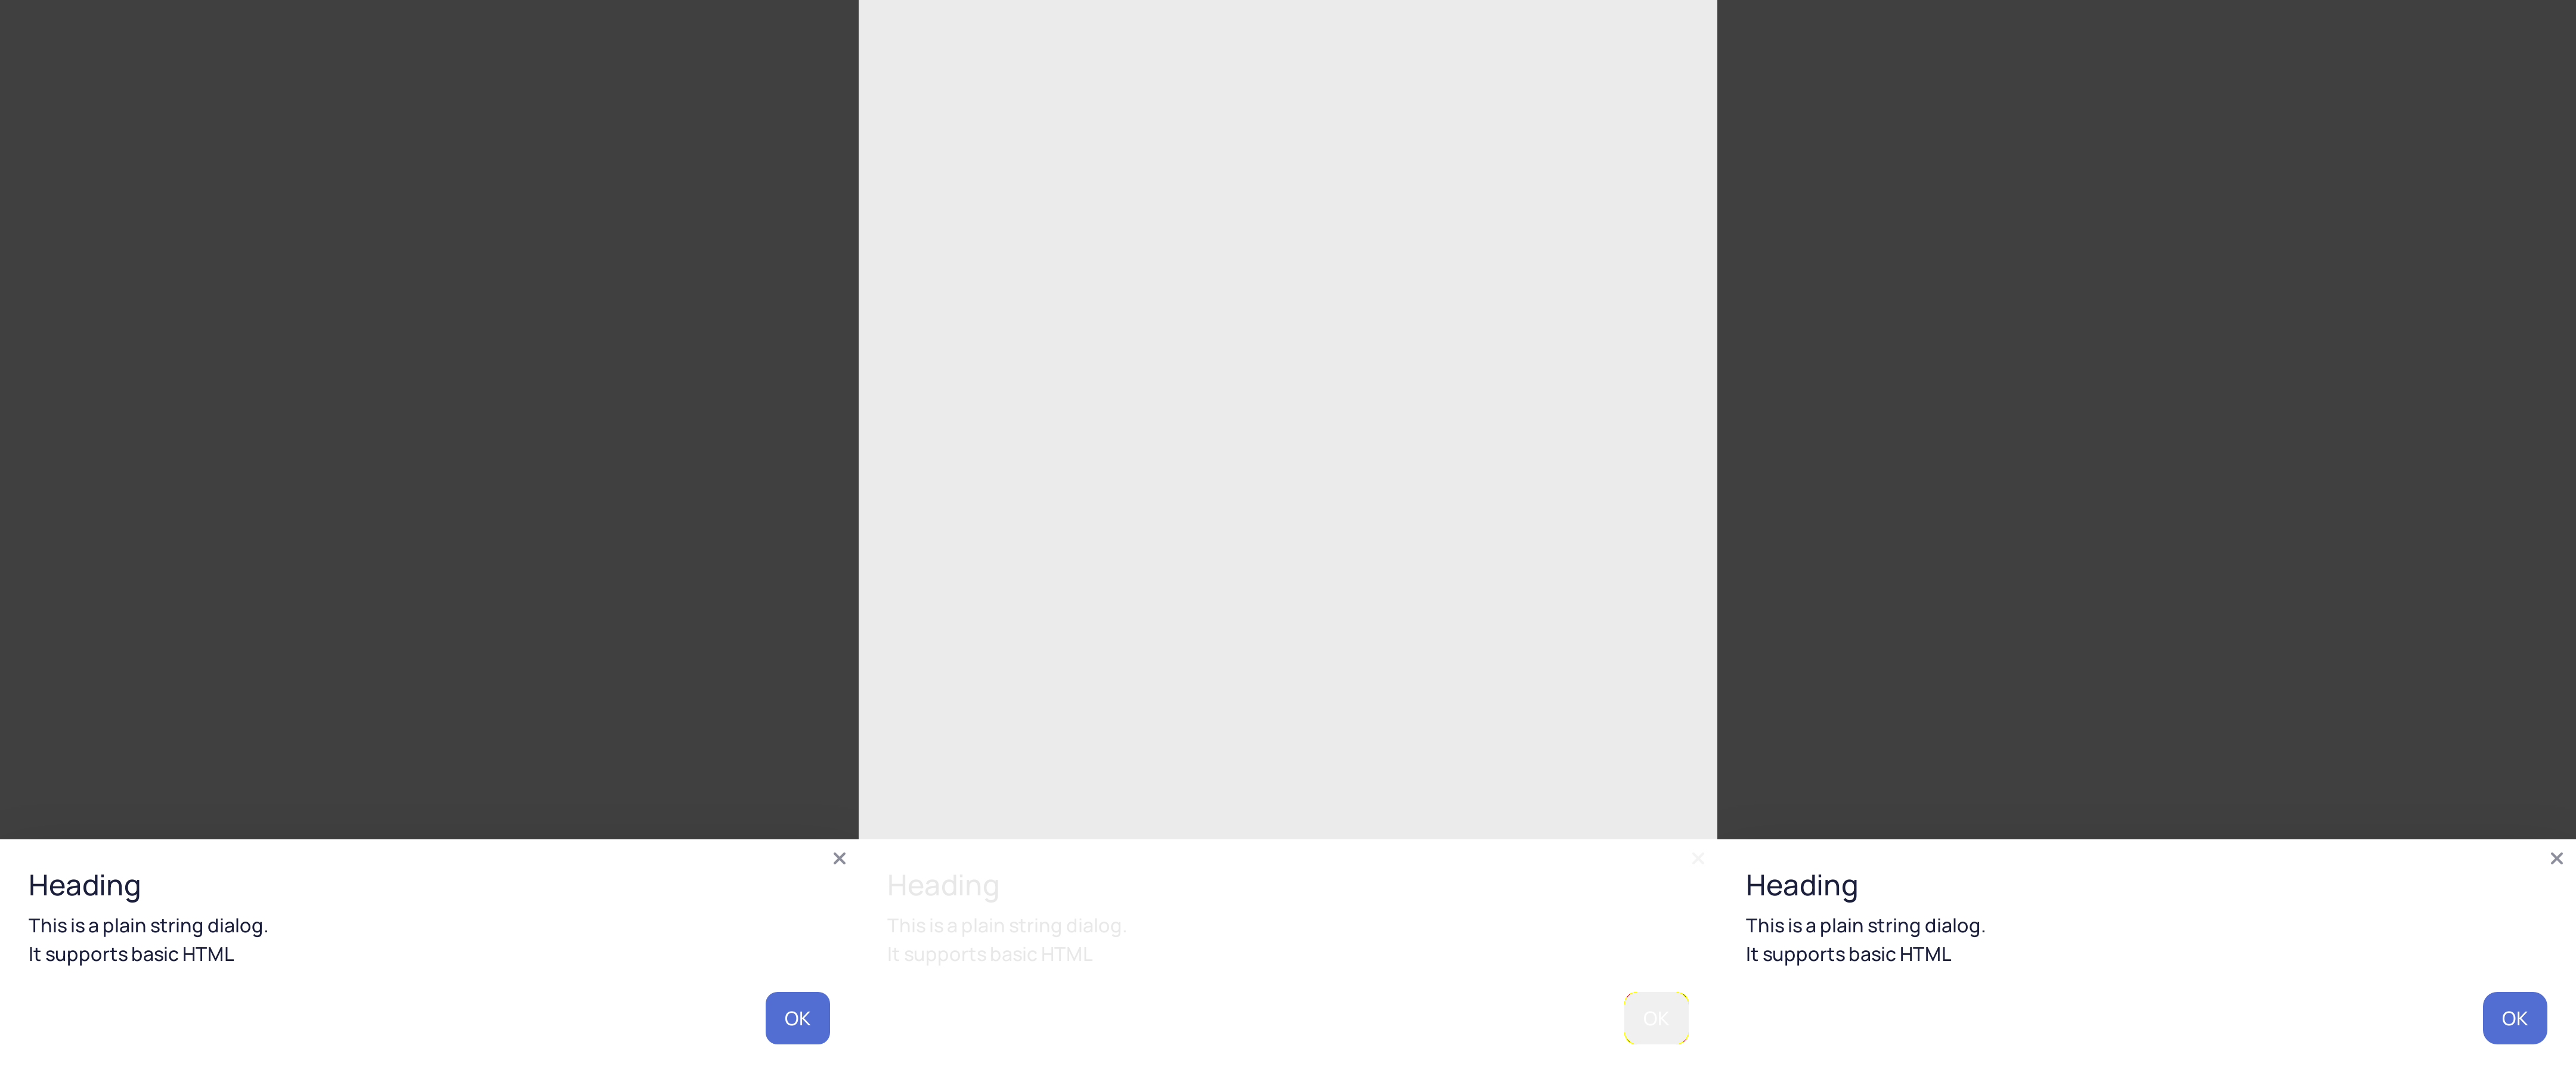 Heading
This is a plain string dialog.
It supports basic HTML
OK
Heading
This is a plain string dialog.
It supports basic HTML
OK
Heading
This is a plain string dialog.
It supports basic HTML
OK